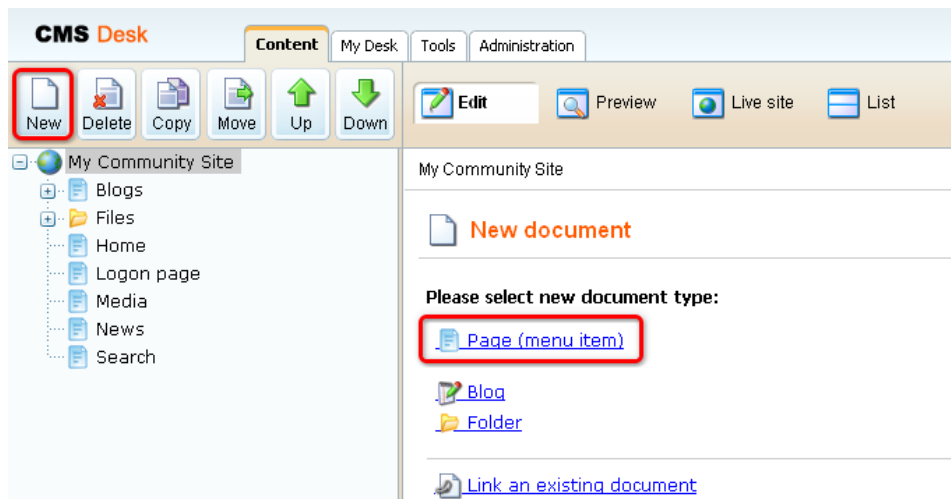 CMS Desk
Content My Desk Tools Administration
New Delete Copy Move Up Down
Edit Preview Live site List
My Community Site
Blogs
Files
Home
Logon page
Media
News
Search
My Community Site
New document
Please select new document type:
Page (menu item)
Blog
Folder
Link an existing document